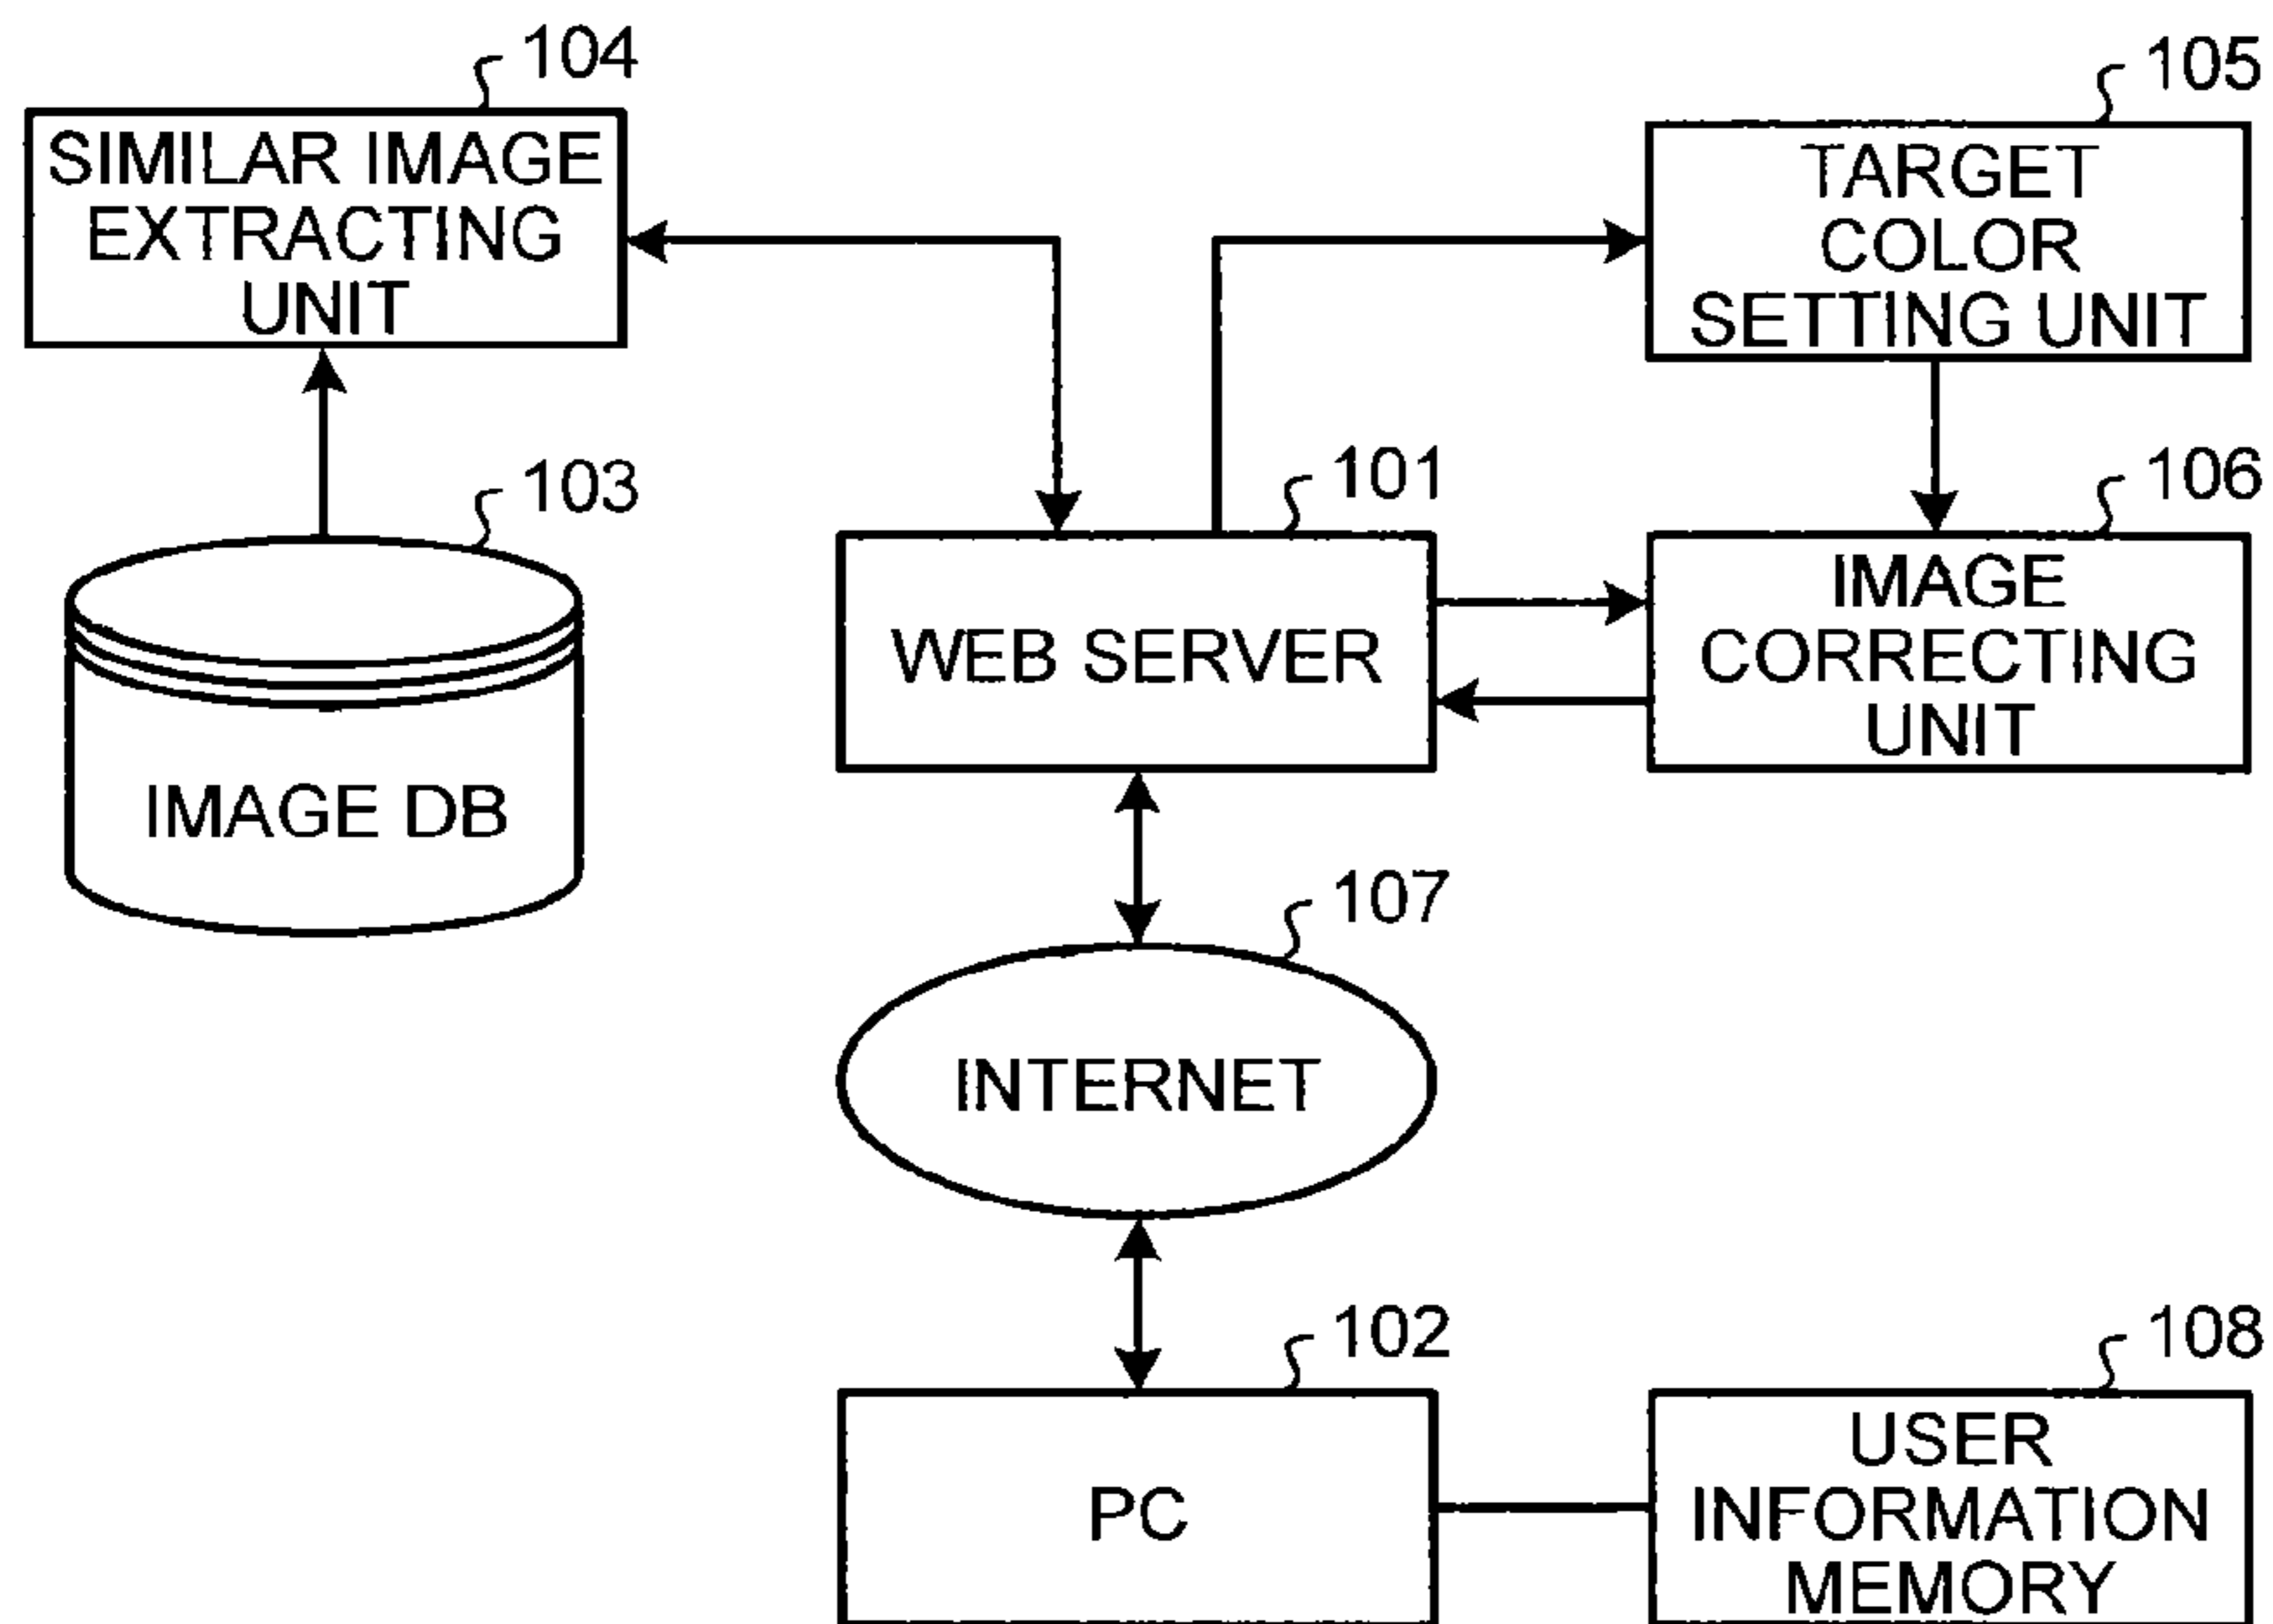 104
SIMILAR IMAGE
EXTRACTING
UNIT
105
TARGET
COLOR
SETTING UNIT
103
IMAGE DB
101
WEB SERVER
106
IMAGE
CORRECTING
UNIT
107
INTERNET
102
PC
108
USER
INFORMATION
MEMORY